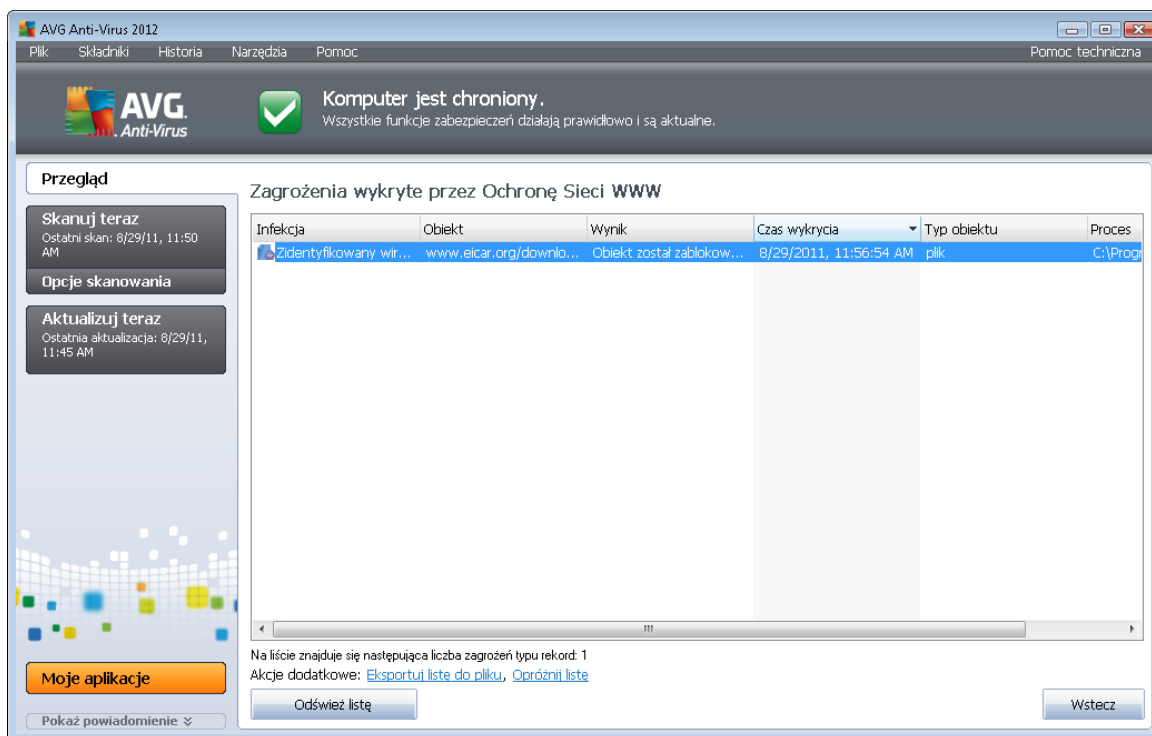 AVG Anti-Virus 2012
Plik Składniki Historia Narzędzia Pomoc Pomoc techniczna
AVG.
Anti-Virus
Komputer jest chroniony.
Wszystkie funkcje zabezpieczeń działają prawidłowo i są aktualne.
Przegląd
Skanuj teraz
Ostatni skan: 8/29/11, 11:50
AM
Opcje skanowania
Aktualizuj teraz
Ostatnia aktualizacja: 8/29/11,
11:45 AM
Moje aplikacje
Pokaż powiadomienie
Zagrożenia wykryte przez Ochronę Sieci WWW
Infekcja Obiekt Wynik Czas wykrycia Typ obiektu Proces
Zidentyfikowany wir... www.eicar.org/downlo... Obiekt został zablokow... 8/29/2011, 11:56:54 AM plik C:\Progr
Na liście znajduje się następująca liczba zagrożeń typu rekord: 1
Akcje dodatkowe: Eksportuj listę do pliku, Opróżnij listę
Odśwież listę Wstecz